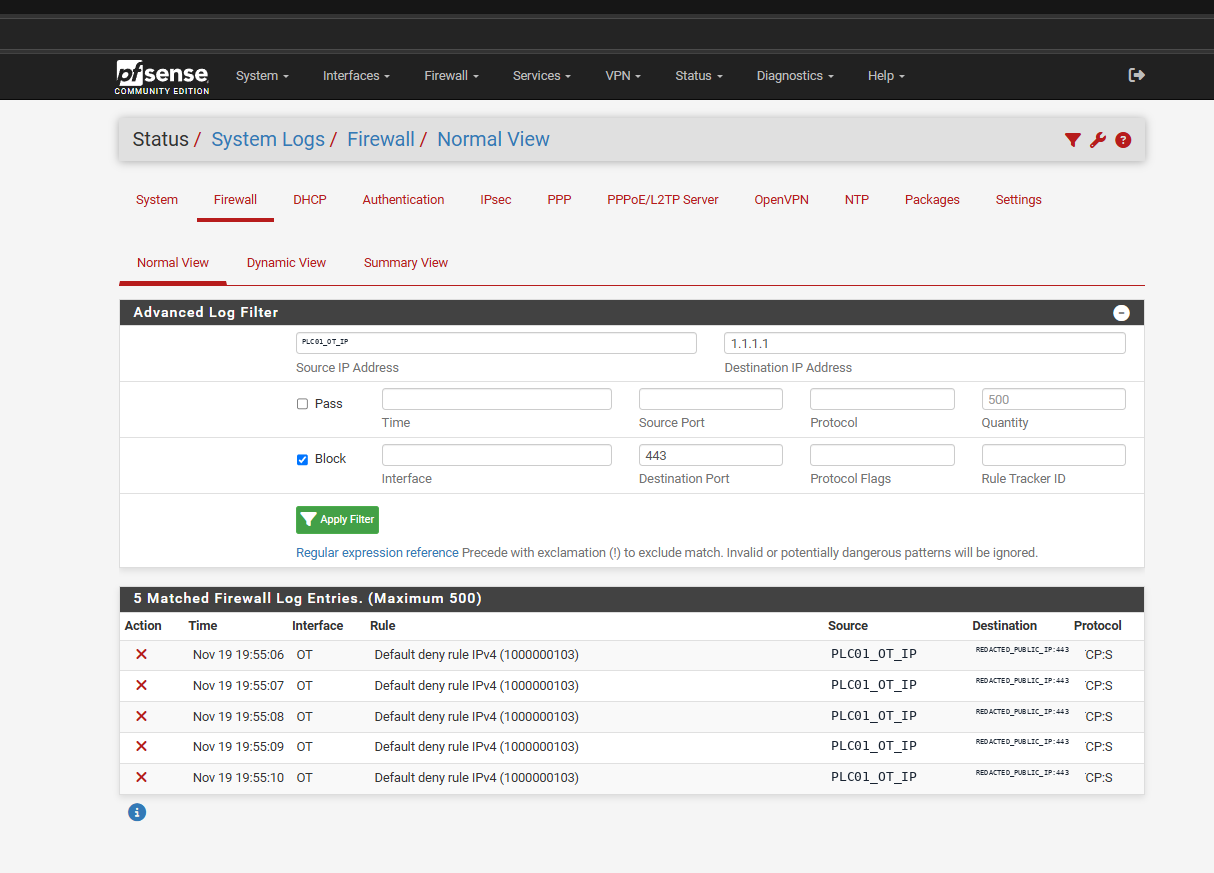 pfsense
COMMUNITY EDITION
System Interfaces Firewall Services VPN Status Diagnostics Help
Status / System Logs / Firewall / Normal View
System Firewall DHCP Authentication IPsec PPP PPPoE/L2TP Server OpenVPN NTP Packages Settings
Normal View Dynamic View Summary View
Advanced Log Filter
PLC01_OT_IP 1.1.1.1
Source IP Address Destination IP Address
Pass 500
Time Source Port Protocol Quantity
Block 443
Interface Destination Port Protocol Flags Rule Tracker ID
Apply Filter
Regular expression reference Precede with exclamation (!) to exclude match. Invalid or potentially dangerous patterns will be ignored.
5 Matched Firewall Log Entries. (Maximum 500)
Action Time Interface Rule Source Destination Protocol
Nov 19 19:55:06 OT Default deny rule IPv4 (1000000103) PLC01_OT_IP REDACTED_PUBLIC_IP:443 CP:S
Nov 19 19:55:07 OT Default deny rule IPv4 (1000000103) PLC01_OT_IP REDACTED_PUBLIC_IP:443 CP:S
Nov 19 19:55:08 OT Default deny rule IPv4 (1000000103) PLC01_OT_IP REDACTED_PUBLIC_IP:443 CP:S
Nov 19 19:55:09 OT Default deny rule IPv4 (1000000103) PLC01_OT_IP REDACTED_PUBLIC_IP:443 CP:S
Nov 19 19:55:10 OT Default deny rule IPv4 (1000000103) PLC01_OT_IP REDACTED_PUBLIC_IP:443 CP:S